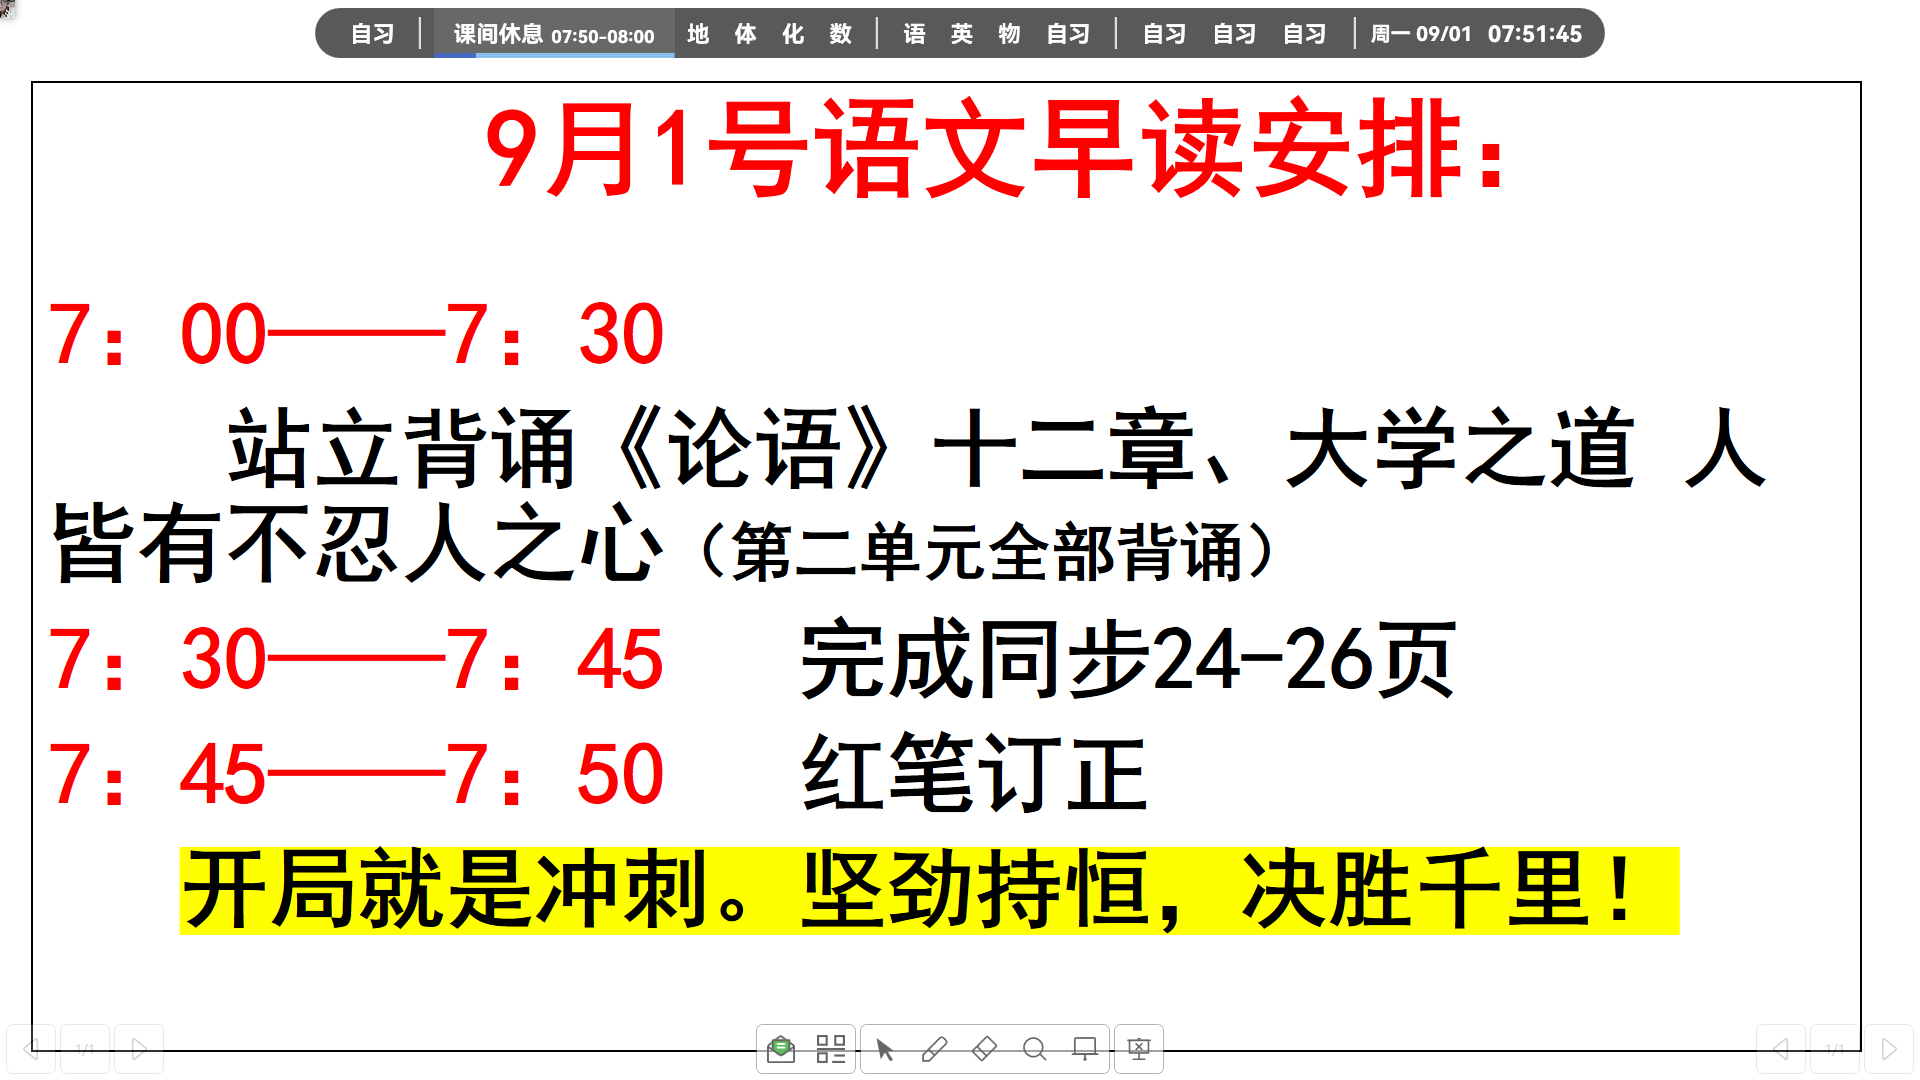 自习 | 课间休息 07:50-08:00 地 体 化 数 | 语 英 物 自习 | 自习 自习 自习 | 周一 09/01 07:51:45
9月1号语文早读安排：
7：00——7：30
站立背诵《论语》十二章、大学之道 人
皆有不忍人之心（第二单元全部背诵）
7：30——7：45 完成同步24-26页
7：45——7：50 红笔订正
开局就是冲刺。坚劲持恒，决胜千里！
1/1 1/1